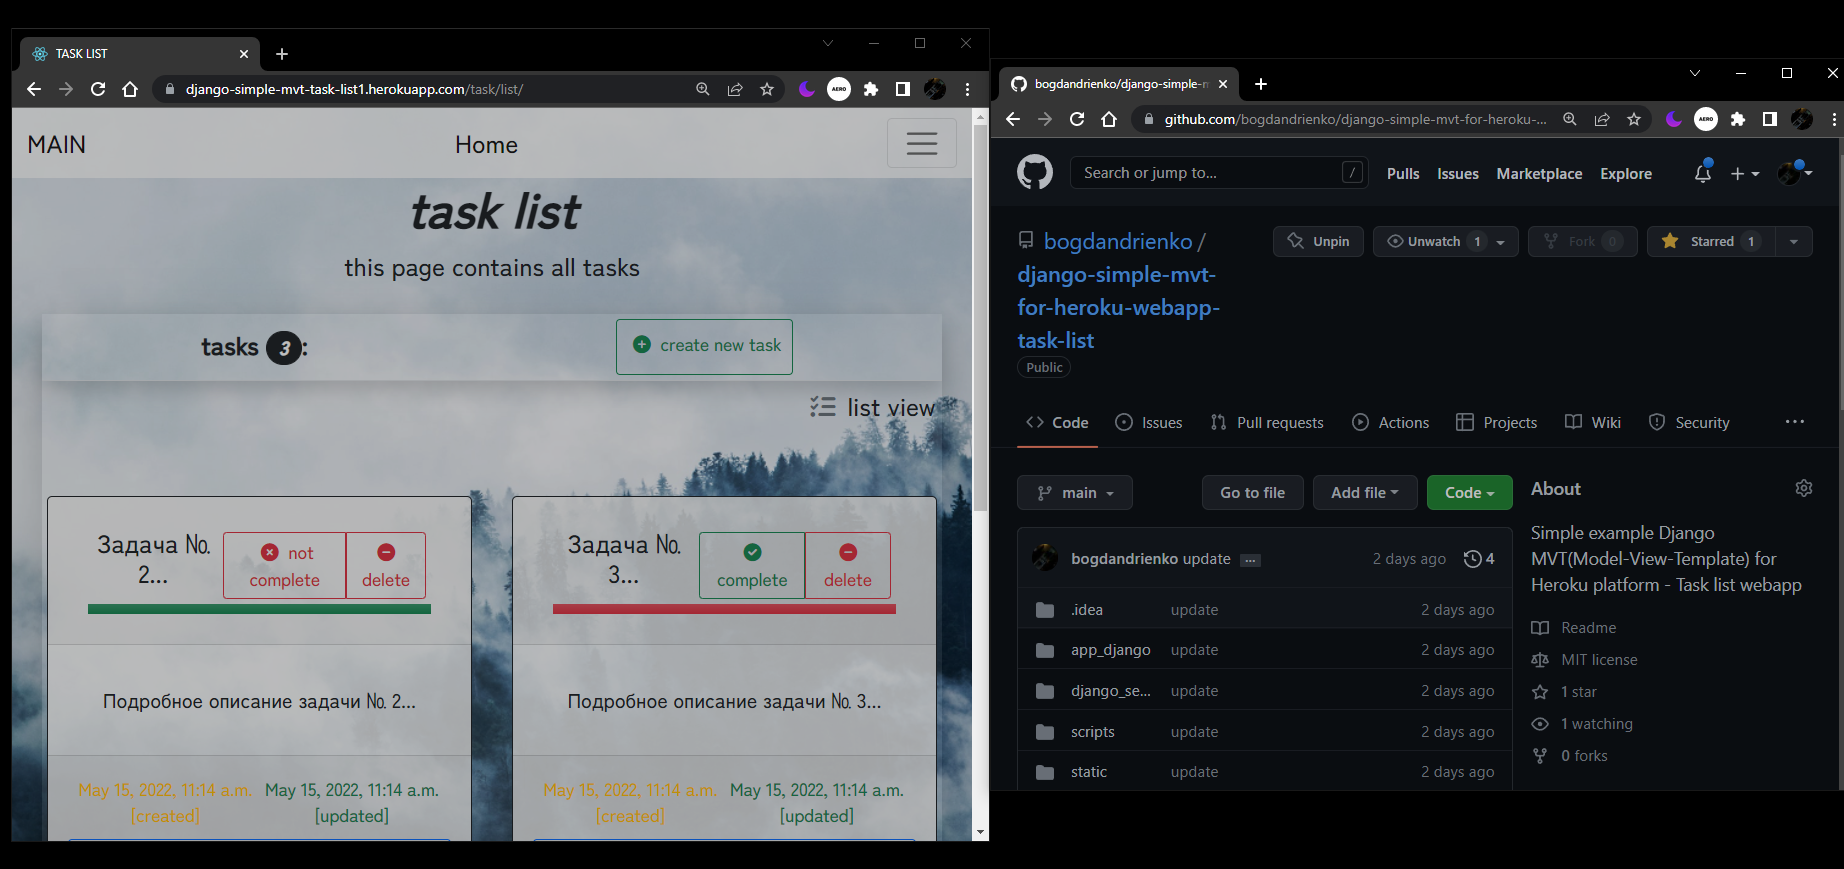 TASK LIST
django-simple-mvt-task-list1.herokuapp.com/task/list/
AERO
MAIN
Home
task list
this page contains all tasks
tasks 3:
create new task
list view
Задача №. 2...
not complete
delete
Подробное описание задачи №. 2...
May 15, 2022, 11:14 a.m. [created]
May 15, 2022, 11:14 a.m. [updated]
Задача №. 3...
complete
delete
Подробное описание задачи №. 3...
May 15, 2022, 11:14 a.m. [created]
May 15, 2022, 11:14 a.m. [updated]
bogdandrienko/django-simple-m
github.com/bogdandrienko/django-simple-mvt-for-heroku-...
AERO
Search or jump to... /
Pulls
Issues
Marketplace
Explore
bogdandrienko /
django-simple-mvt-
for-heroku-webapp-
task-list
Public
Unpin
Unwatch 1
Fork 0
Starred 1
Code
Issues
Pull requests
Actions
Projects
Wiki
Security
...
main
Go to file
Add file
Code
bogdandrienko update ... 2 days ago 4
.idea update 2 days ago
app_django update 2 days ago
django_se... update 2 days ago
scripts update 2 days ago
static update 2 days ago
About
Simple example Django
MVT(Model-View-Template) for
Heroku platform - Task list webapp
Readme
MIT license
1 star
1 watching
0 forks